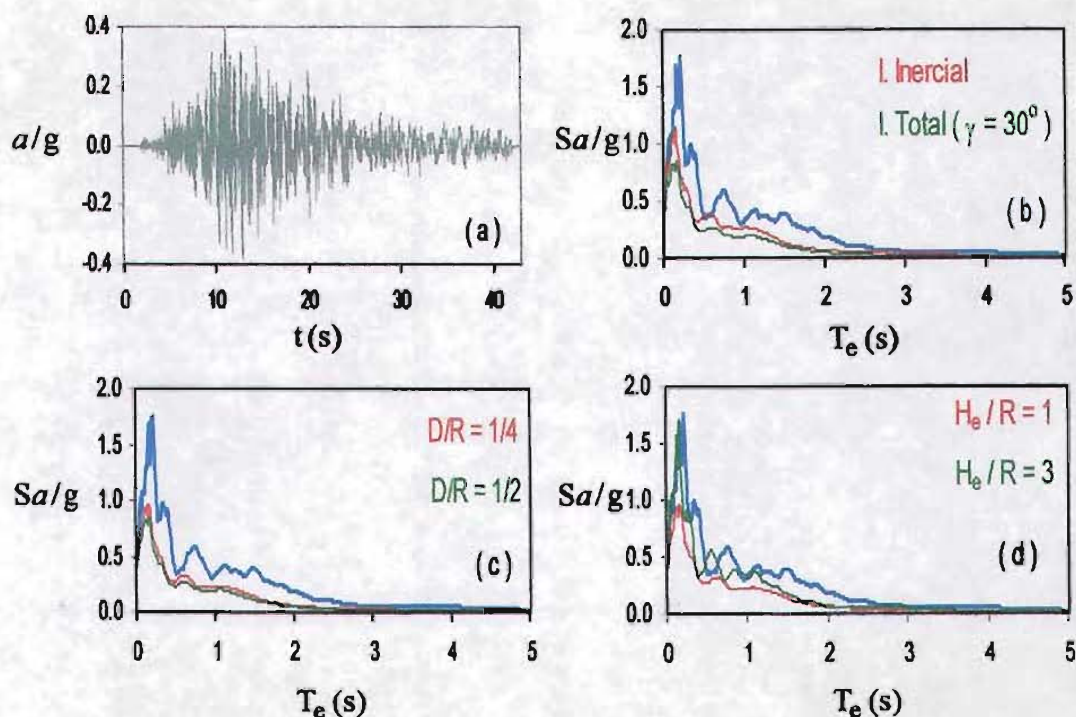 0.4
0.2
0.0
-0.2
-0.4
a/g
(a)
0
10
20
30
40
t (s)
2.0
1.5
1.0
0.5
0.0
Sa/g
I. Inercial
I. Total ( γ = 30⁰ )
(b)
0
1
2
3
4
5
Tₑ (s)
2.0
1.5
1.0
0.5
0.0
Sa/g
D/R = 1/4
D/R = 1/2
(c)
0
1
2
3
4
5
Tₑ (s)
2.0
1.5
1.0
0.5
0.0
Sa/g
Hₑ / R = 1
Hₑ / R = 3
(d)
0
1
2
3
4
5
Tₑ (s)